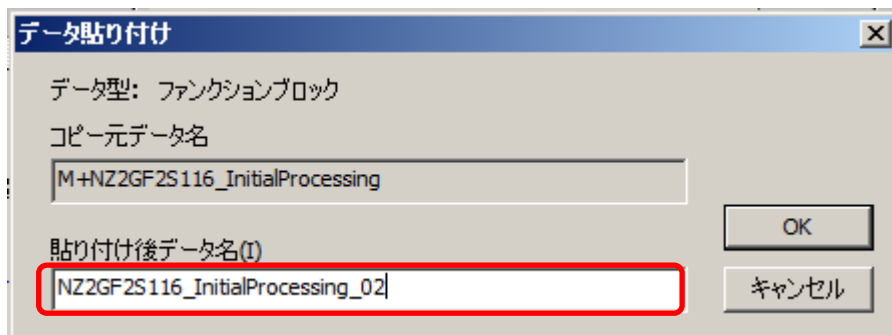 データ貼り付け
データ型: ファンクションブロック
コピー元データ名
M+NZ2GF2S116_InitialProcessing
OK
貼り付け後データ名(I)
NZ2GF2S116_InitialProcessing_02
キャンセル